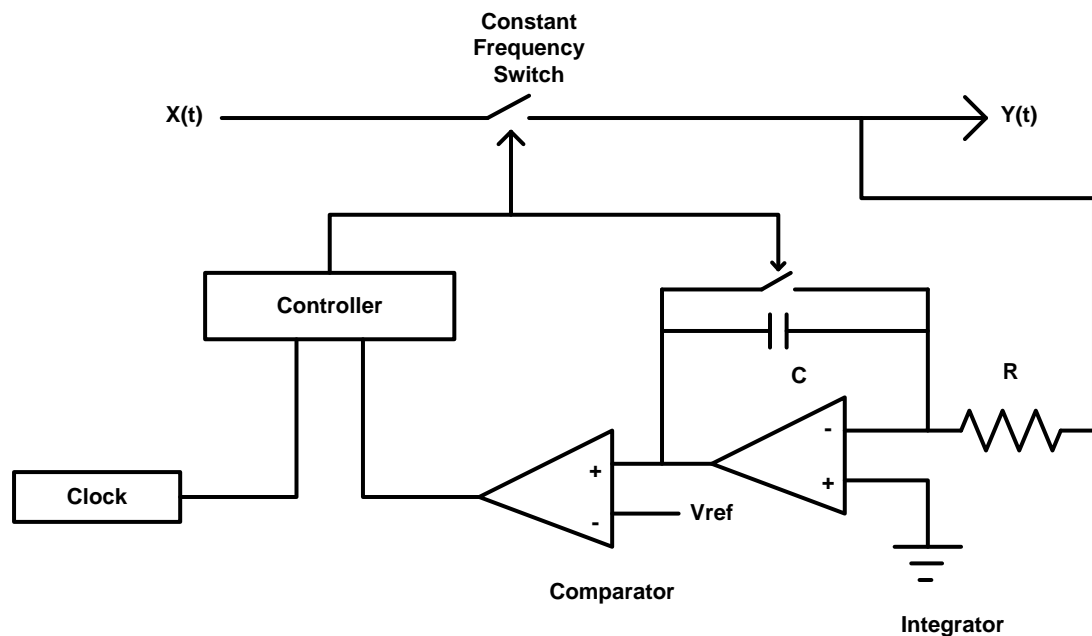 Constant
Frequency
Switch
X(t)
Y(t)
Controller
C
R
-
+
+
-
Vref
Clock
Comparator
Integrator